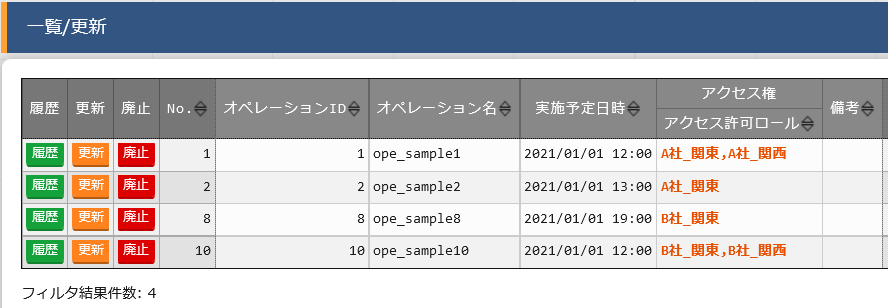 一覧/更新
履歴 更新 廃止 No. オペレーションID オペレーション名 実施予定日時 アクセス権 備考
アクセス許可ロール
履歴 更新 廃止 1 1 ope_sample1 2021/01/01 12:00 A社_関東,A社_関西
履歴 更新 廃止 2 2 ope_sample2 2021/01/01 13:00 A社_関東
履歴 更新 廃止 8 8 ope_sample8 2021/01/01 19:00 B社_関東
履歴 更新 廃止 10 10 ope_sample10 2021/01/01 12:00 B社_関東,B社_関西
フィルタ結果件数: 4